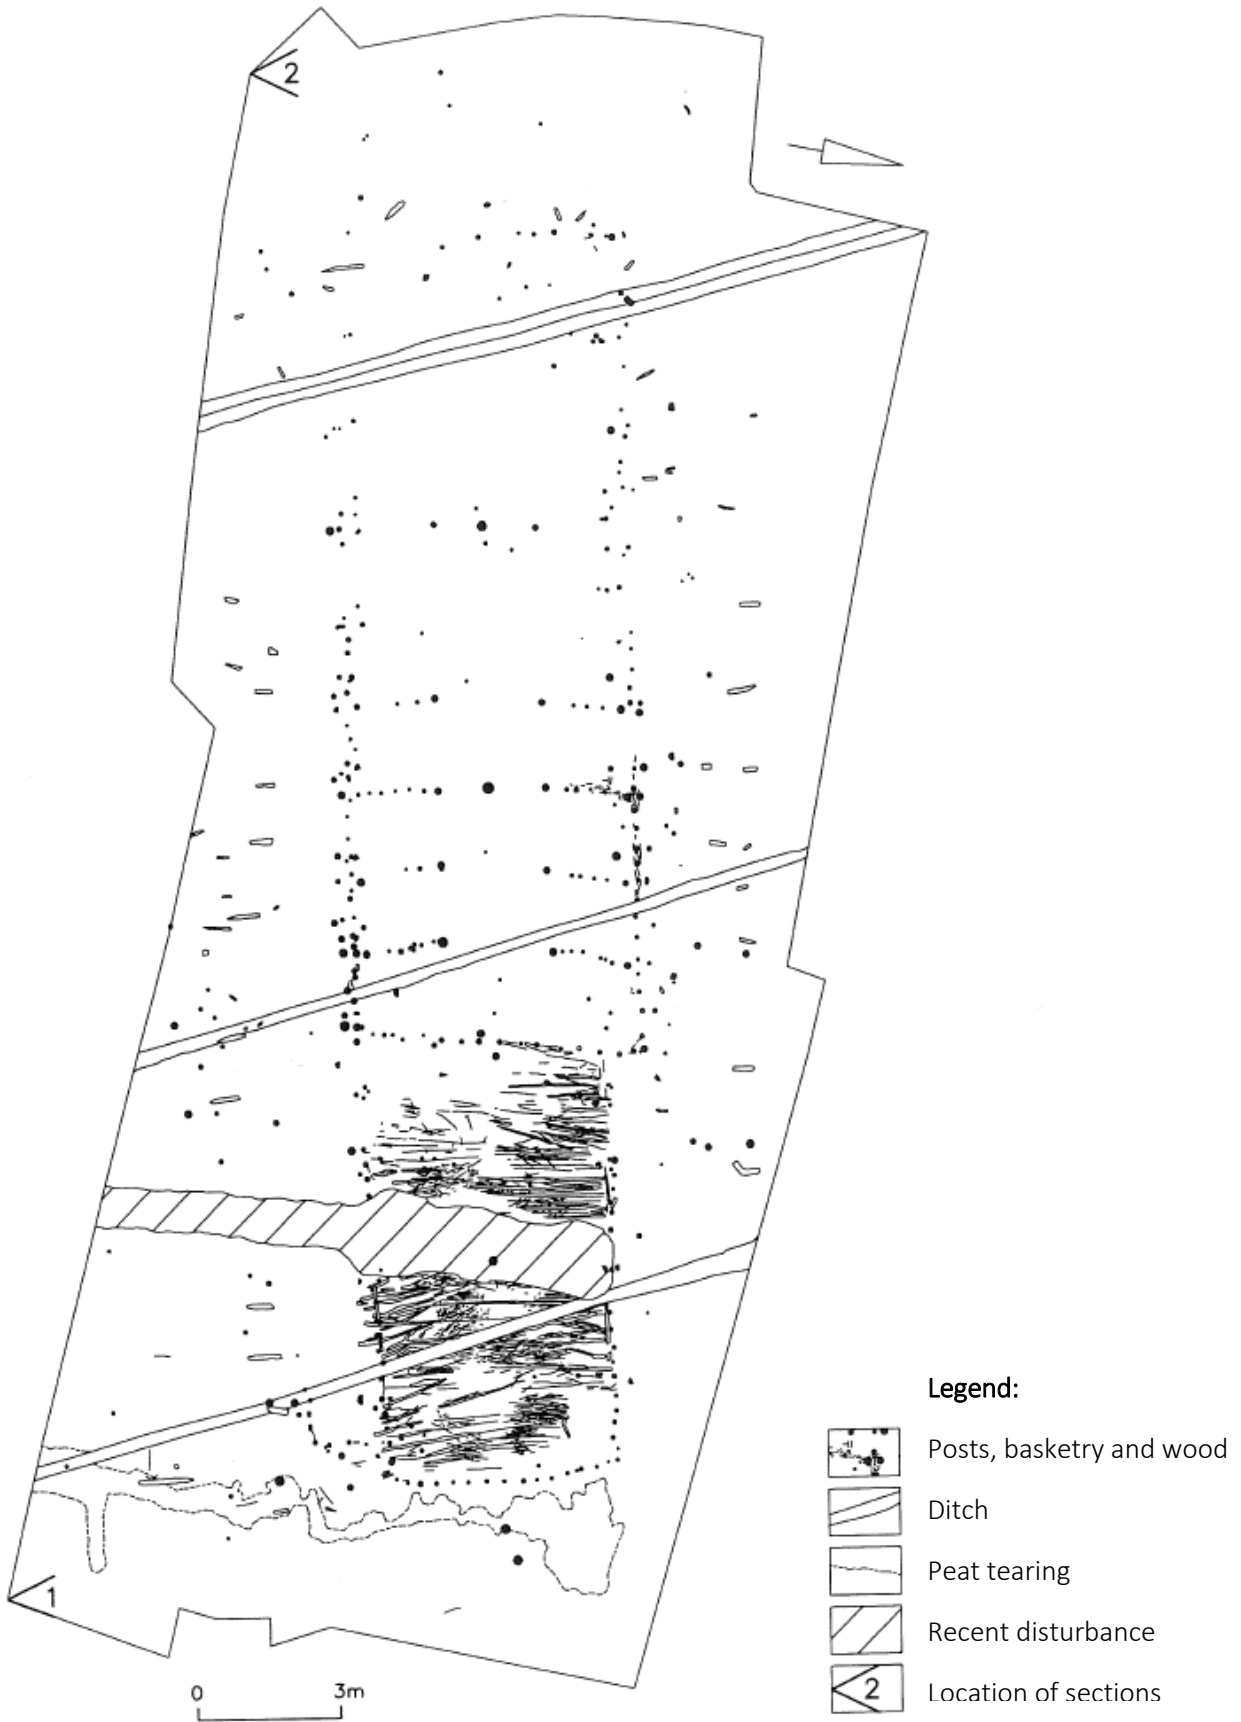 2
Legend:
Posts, basketry and wood
Ditch
Peat tearing
Recent disturbance
2 Location of sections
1
0 3m